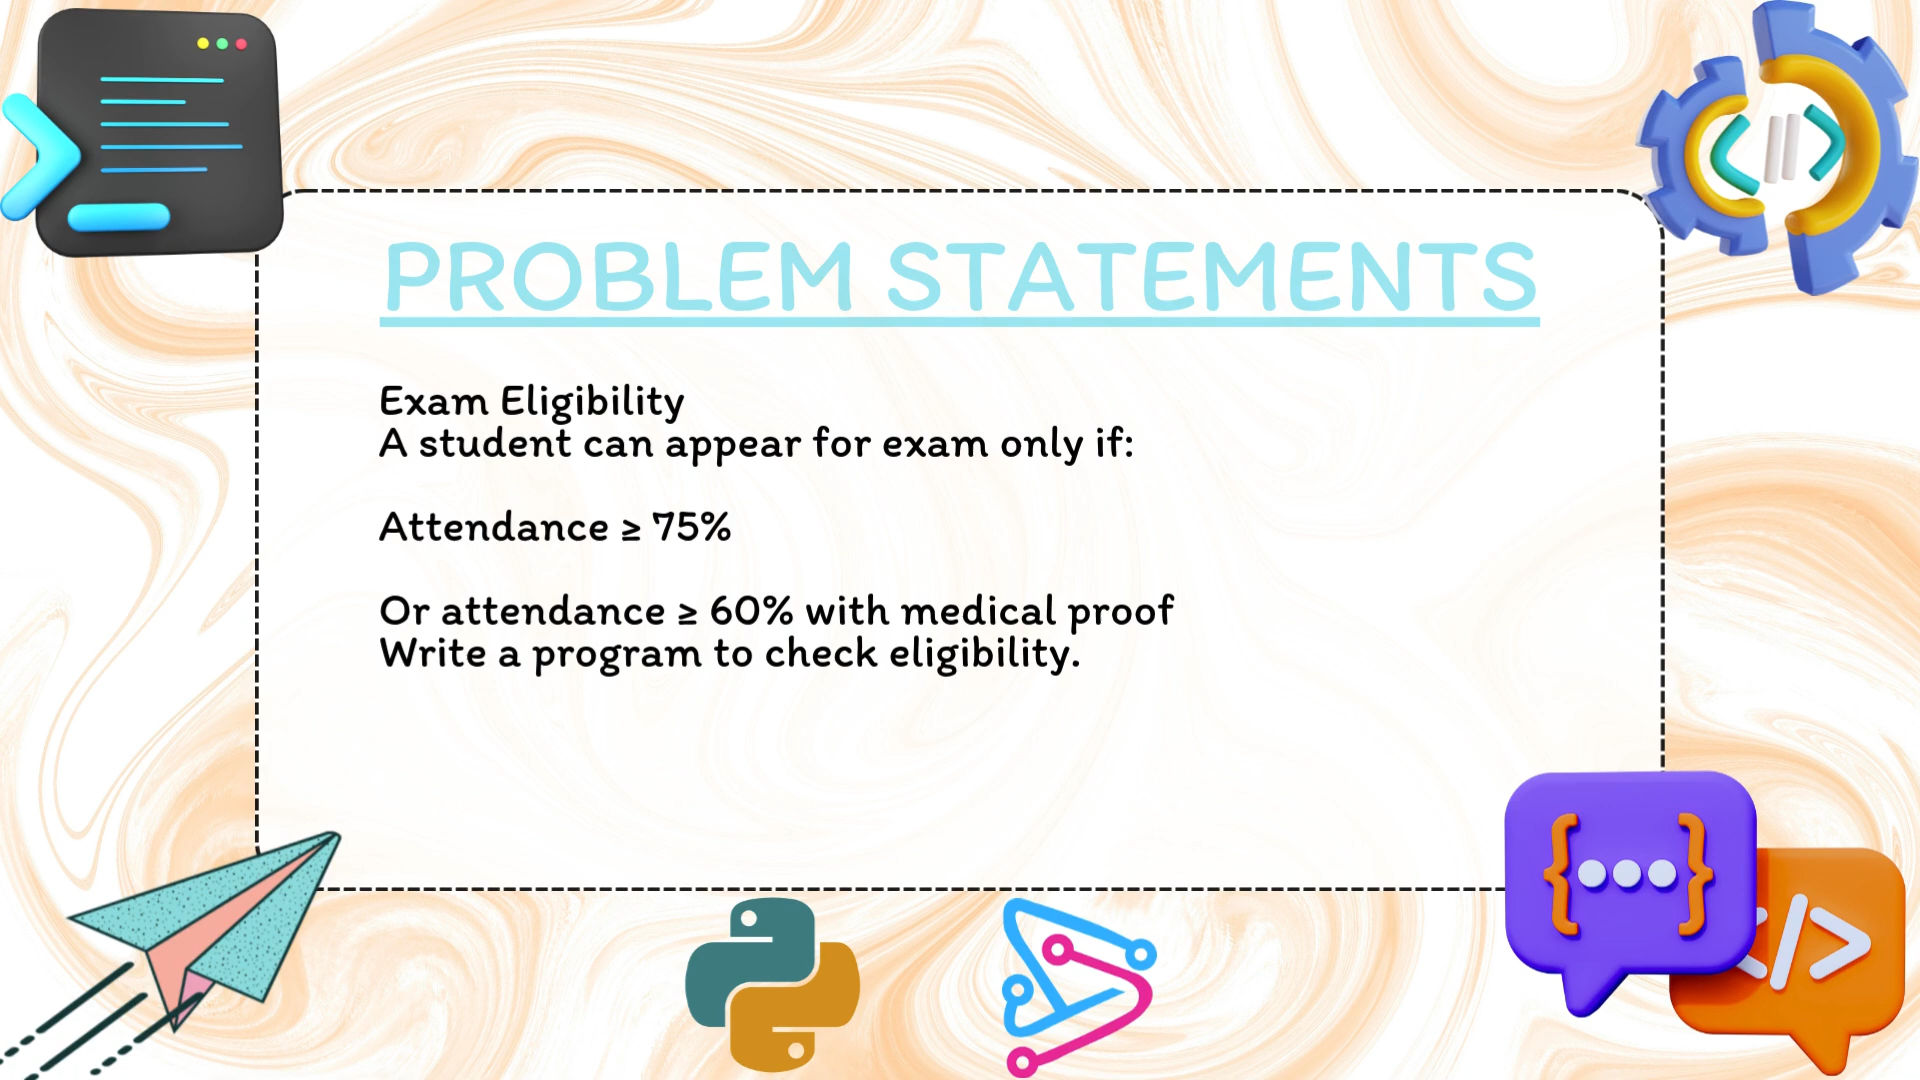 PROBLEM STATEMENTS
Exam Eligibility
A student can appear for exam only if:
Attendance ≥ 75%
Or attendance ≥ 60% with medical proof
Write a program to check eligibility.